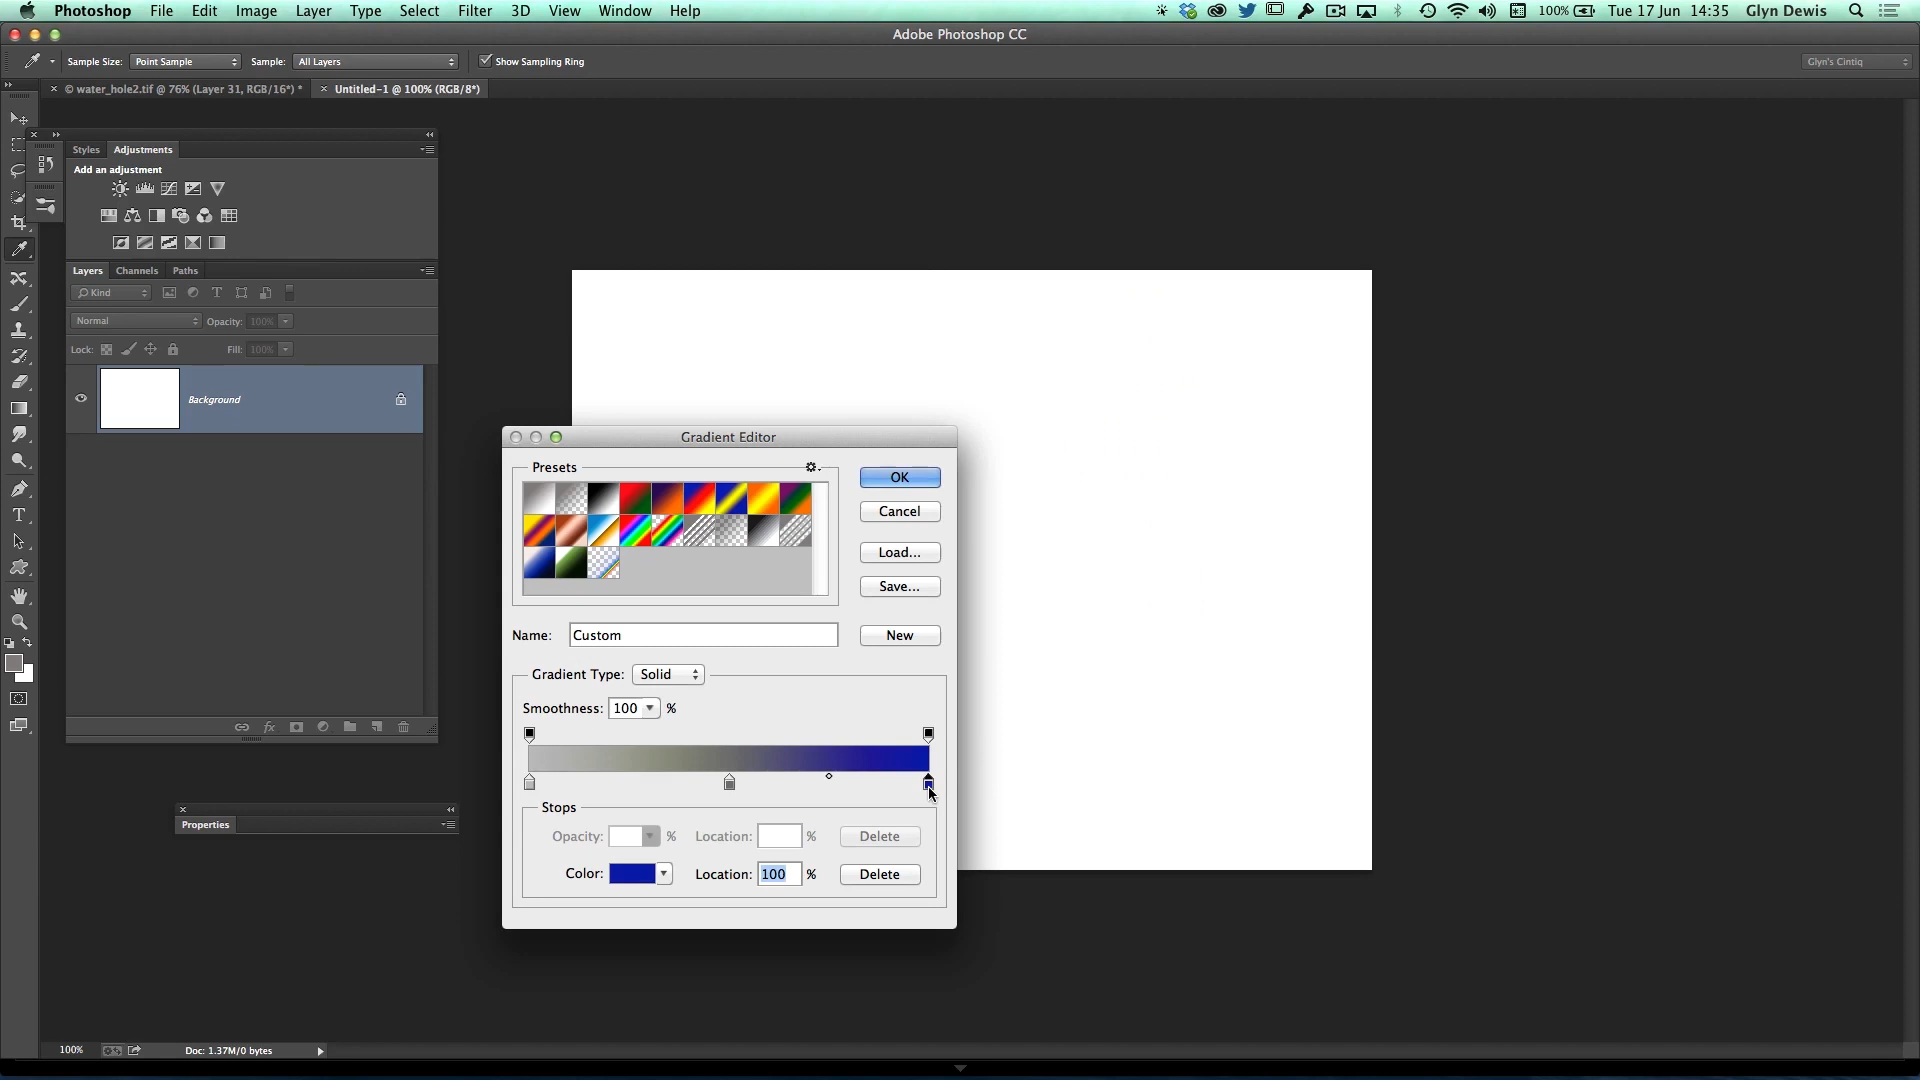 Photoshop File Edit Image Layer Type Select Filter 3D View Window Help 100% Tue 17 Jun 14:35 Glyn Dewis
Adobe Photoshop CC
Sample Size: Point Sample Sample: All Layers Show Sampling Ring Glyn's Cintiq
© water_hole2.tif @ 76% (Layer 31, RGB/16*) * Untitled-1 @ 100% (RGB/8*)
Styles Adjustments
Add an adjustment
Layers Channels Paths
Kind
Normal Opacity: 100%
Lock: Fill: 100%
Background
Gradient Editor
Presets
OK
Cancel
Load...
Save...
Name: Custom New
Gradient Type: Solid
Smoothness: 100 %
Stops
Opacity: % Location: % Delete
Color: Location: 100 % Delete
Properties
100% Doc: 1.37M/0 bytes